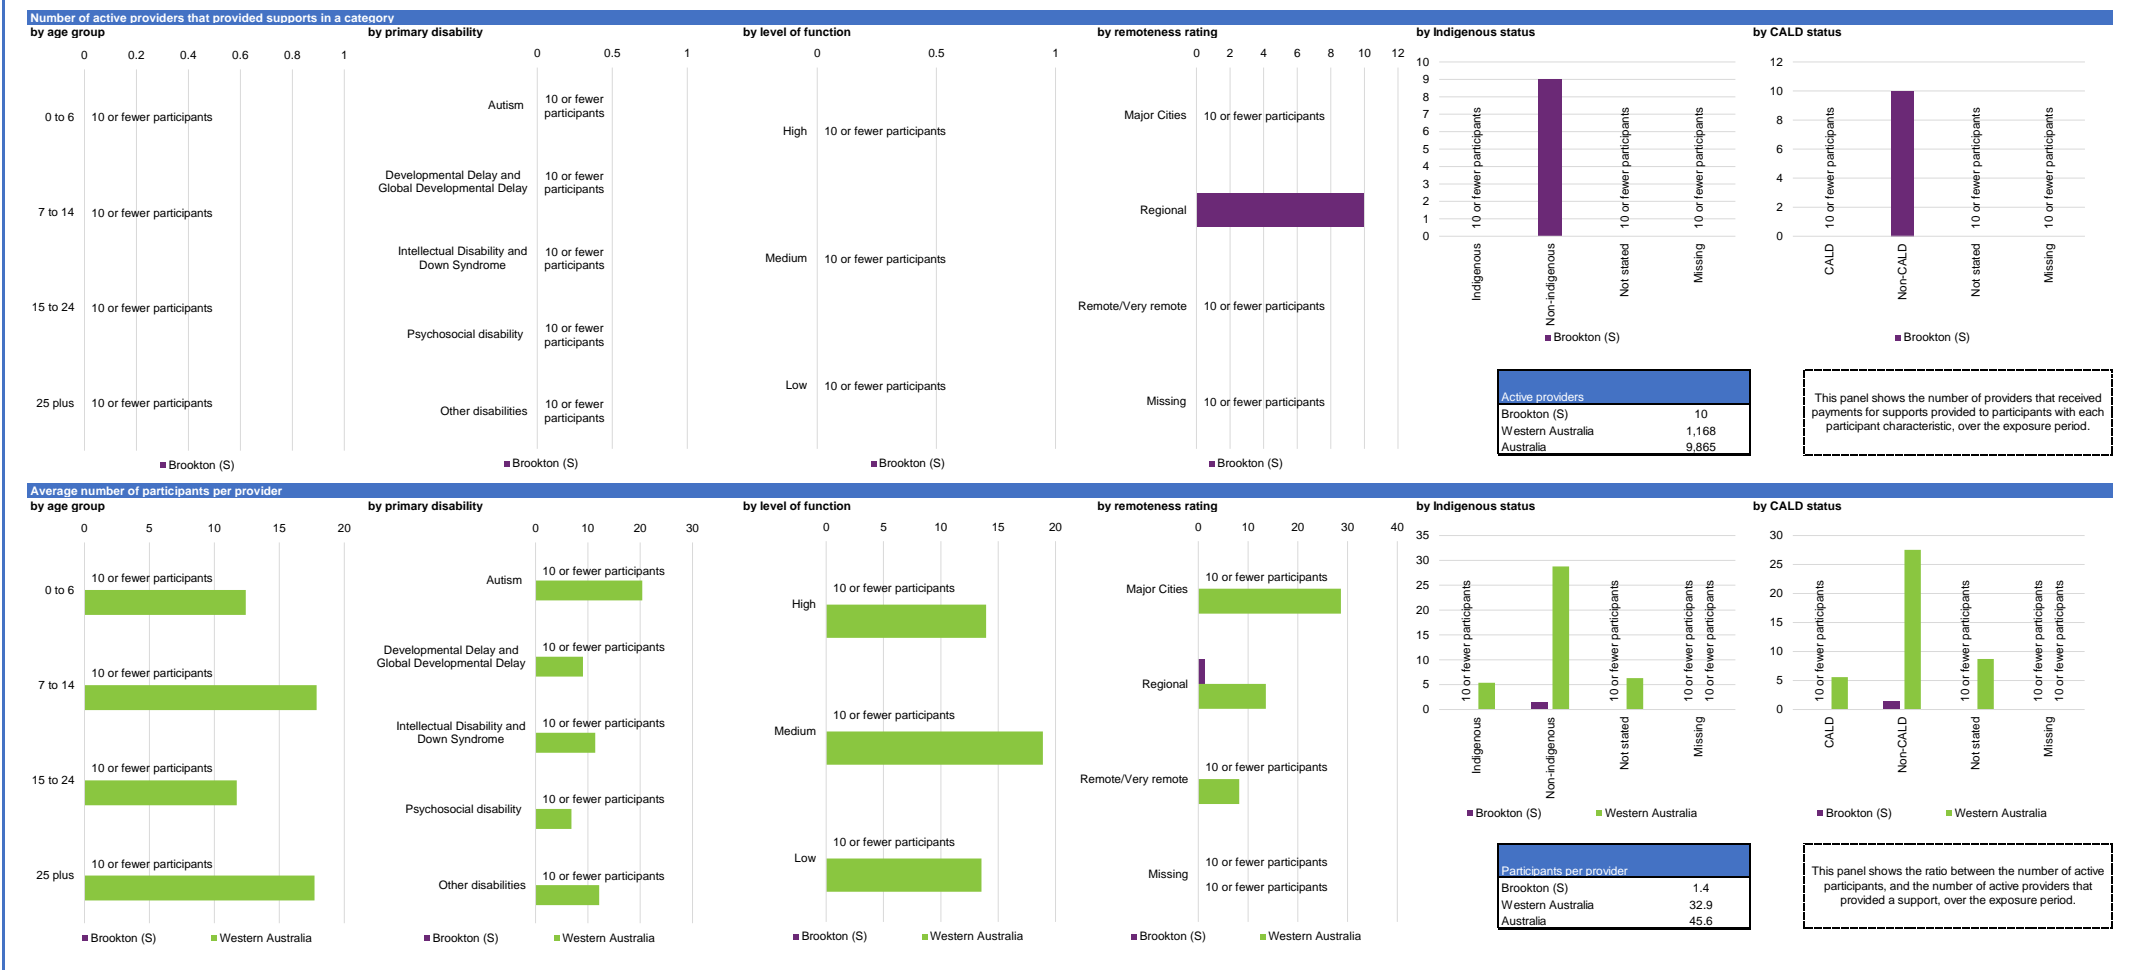 Number of active providers that provided supports in a category
by age group
0 0.2 0.4 0.6 0.8 1
0 to 6 10 or fewer participants
7 to 14 10 or fewer participants
15 to 24 10 or fewer participants
25 plus 10 or fewer participants
Brookton (S)
by primary disability
0 0.5 1
Autism 10 or fewer
participants
Developmental Delay and 10 or fewer
Global Developmental Delay participants
Intellectual Disability and 10 or fewer
Down Syndrome participants
Psychosocial disability 10 or fewer
participants
Other disabilities 10 or fewer
participants
Brookton (S)
by level of function
0 0.5 1
High 10 or fewer participants
Medium 10 or fewer participants
Low 10 or fewer participants
Brookton (S)
by remoteness rating
0 2 4 6 8 10 12
Major Cities 10 or fewer participants
Regional
Remote/Very remote 10 or fewer participants
Missing 10 or fewer participants
Brookton (S)
by Indigenous status
10
9
8
7
6
5
4
3
2
1
0
10 or fewer participants
10 or fewer participants
10 or fewer participants
Indigenous
Non-indigenous
Not stated
Missing
Brookton (S)
by CALD status
12
10
8
6
4
2
0
10 or fewer participants
10 or fewer participants
10 or fewer participants
CALD
Non-CALD
Not stated
Missing
Brookton (S)
Active providers
Brookton (S) 10
Western Australia 1,168
Australia 9,865
This panel shows the number of providers that received
payments for supports provided to participants with each
participant characteristic, over the exposure period.
Average number of participants per provider
by age group
0 5 10 15 20
10 or fewer participants
0 to 6
10 or fewer participants
7 to 14
10 or fewer participants
15 to 24
10 or fewer participants
25 plus
Brookton (S) Western Australia
by primary disability
0 10 20 30
10 or fewer participants
Autism
Developmental Delay and 10 or fewer participants
Global Developmental Delay
Intellectual Disability and 10 or fewer participants
Down Syndrome
10 or fewer participants
Psychosocial disability
10 or fewer participants
Other disabilities
Brookton (S) Western Australia
by level of function
0 5 10 15 20
10 or fewer participants
High
10 or fewer participants
Medium
10 or fewer participants
Low
Brookton (S) Western Australia
by remoteness rating
0 10 20 30 40
10 or fewer participants
Major Cities
Regional
10 or fewer participants
Remote/Very remote
10 or fewer participants
Missing
10 or fewer participants
Brookton (S) Western Australia
by Indigenous status
35
30
25
20
15
10
5
0
10 or fewer participants
10 or fewer participants
10 or fewer participants
10 or fewer participants
Indigenous
Non-indigenous
Not stated
Missing
Brookton (S) Western Australia
by CALD status
30
25
20
15
10
5
0
10 or fewer participants
10 or fewer participants
10 or fewer participants
10 or fewer participants
CALD
Non-CALD
Not stated
Missing
Brookton (S) Western Australia
Participants per provider
Brookton (S) 1.4
Western Australia 32.9
Australia 45.6
This panel shows the ratio between the number of active
participants, and the number of active providers that
provided a support, over the exposure period.